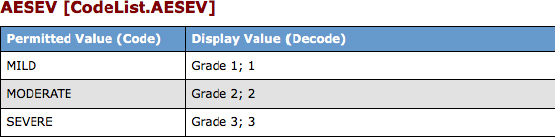 AESEV [CodeList.AESEV]
Permitted Value (Code) Display Value (Decode)
MILD Grade 1; 1
MODERATE Grade 2; 2
SEVERE Grade 3; 3